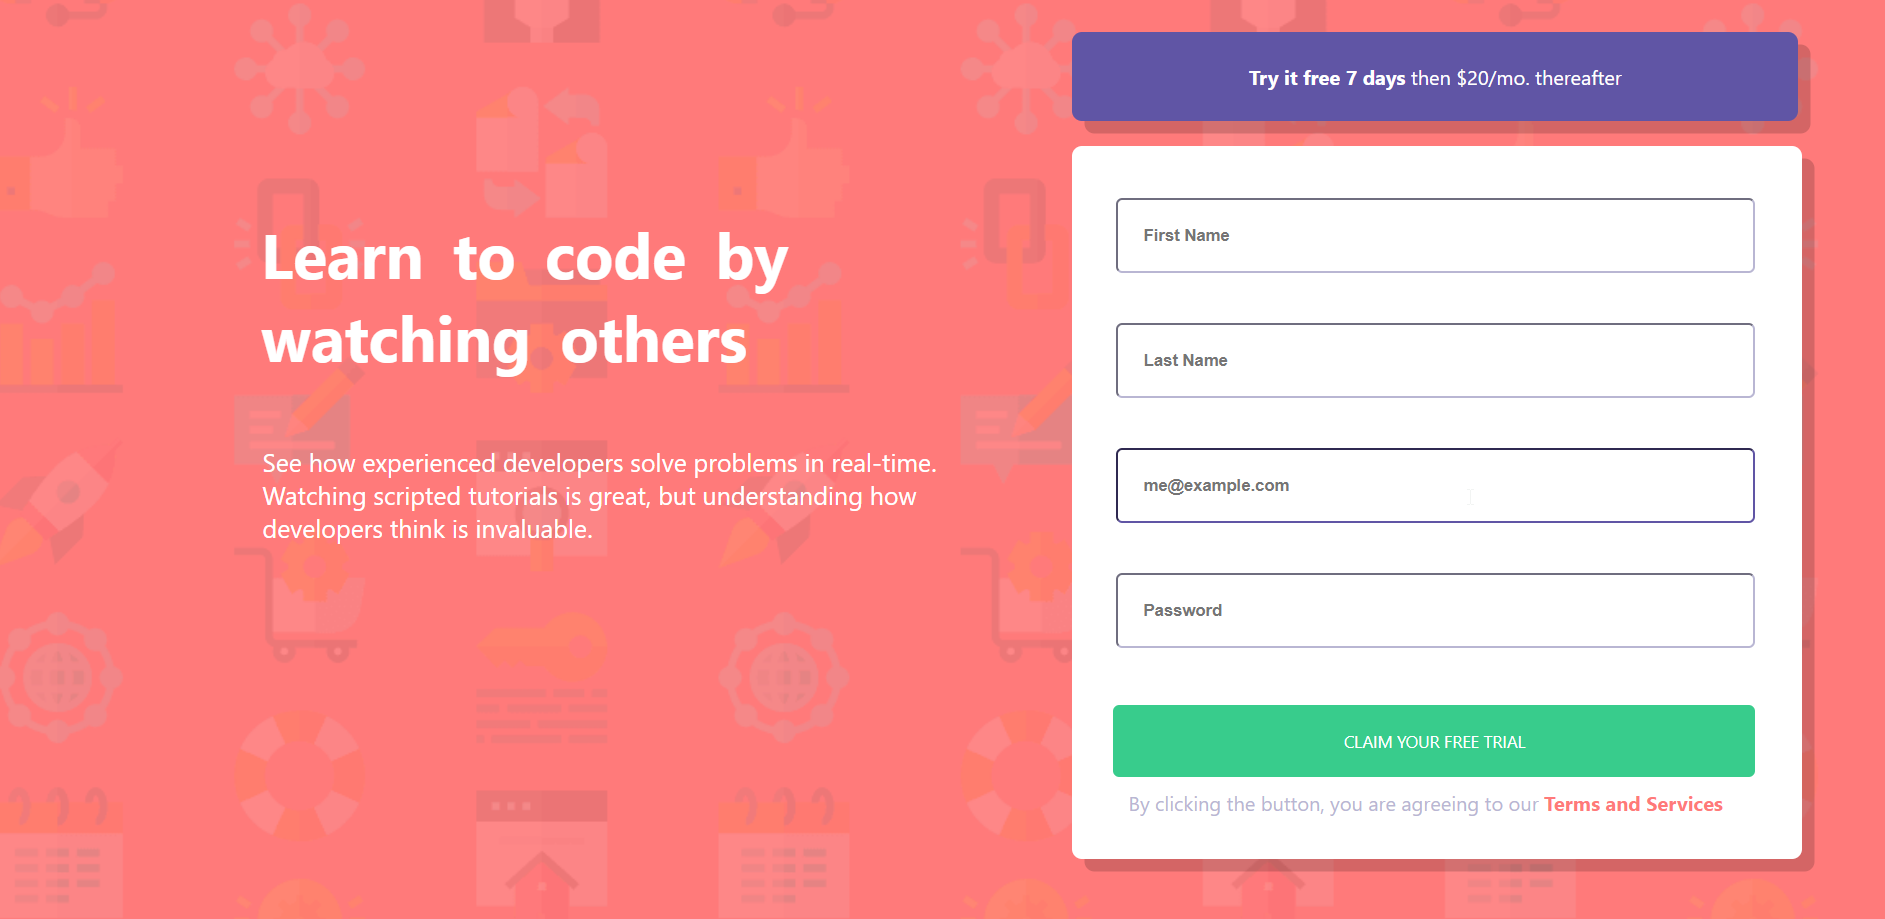 Learn to code by
watching others
See how experienced developers solve problems in real-time.
Watching scripted tutorials is great, but understanding how
developers think is invaluable.
Try it free 7 days then $20/mo. thereafter
First Name
Last Name
me@example.com
Password
CLAIM YOUR FREE TRIAL
By clicking the button, you are agreeing to our Terms and Services